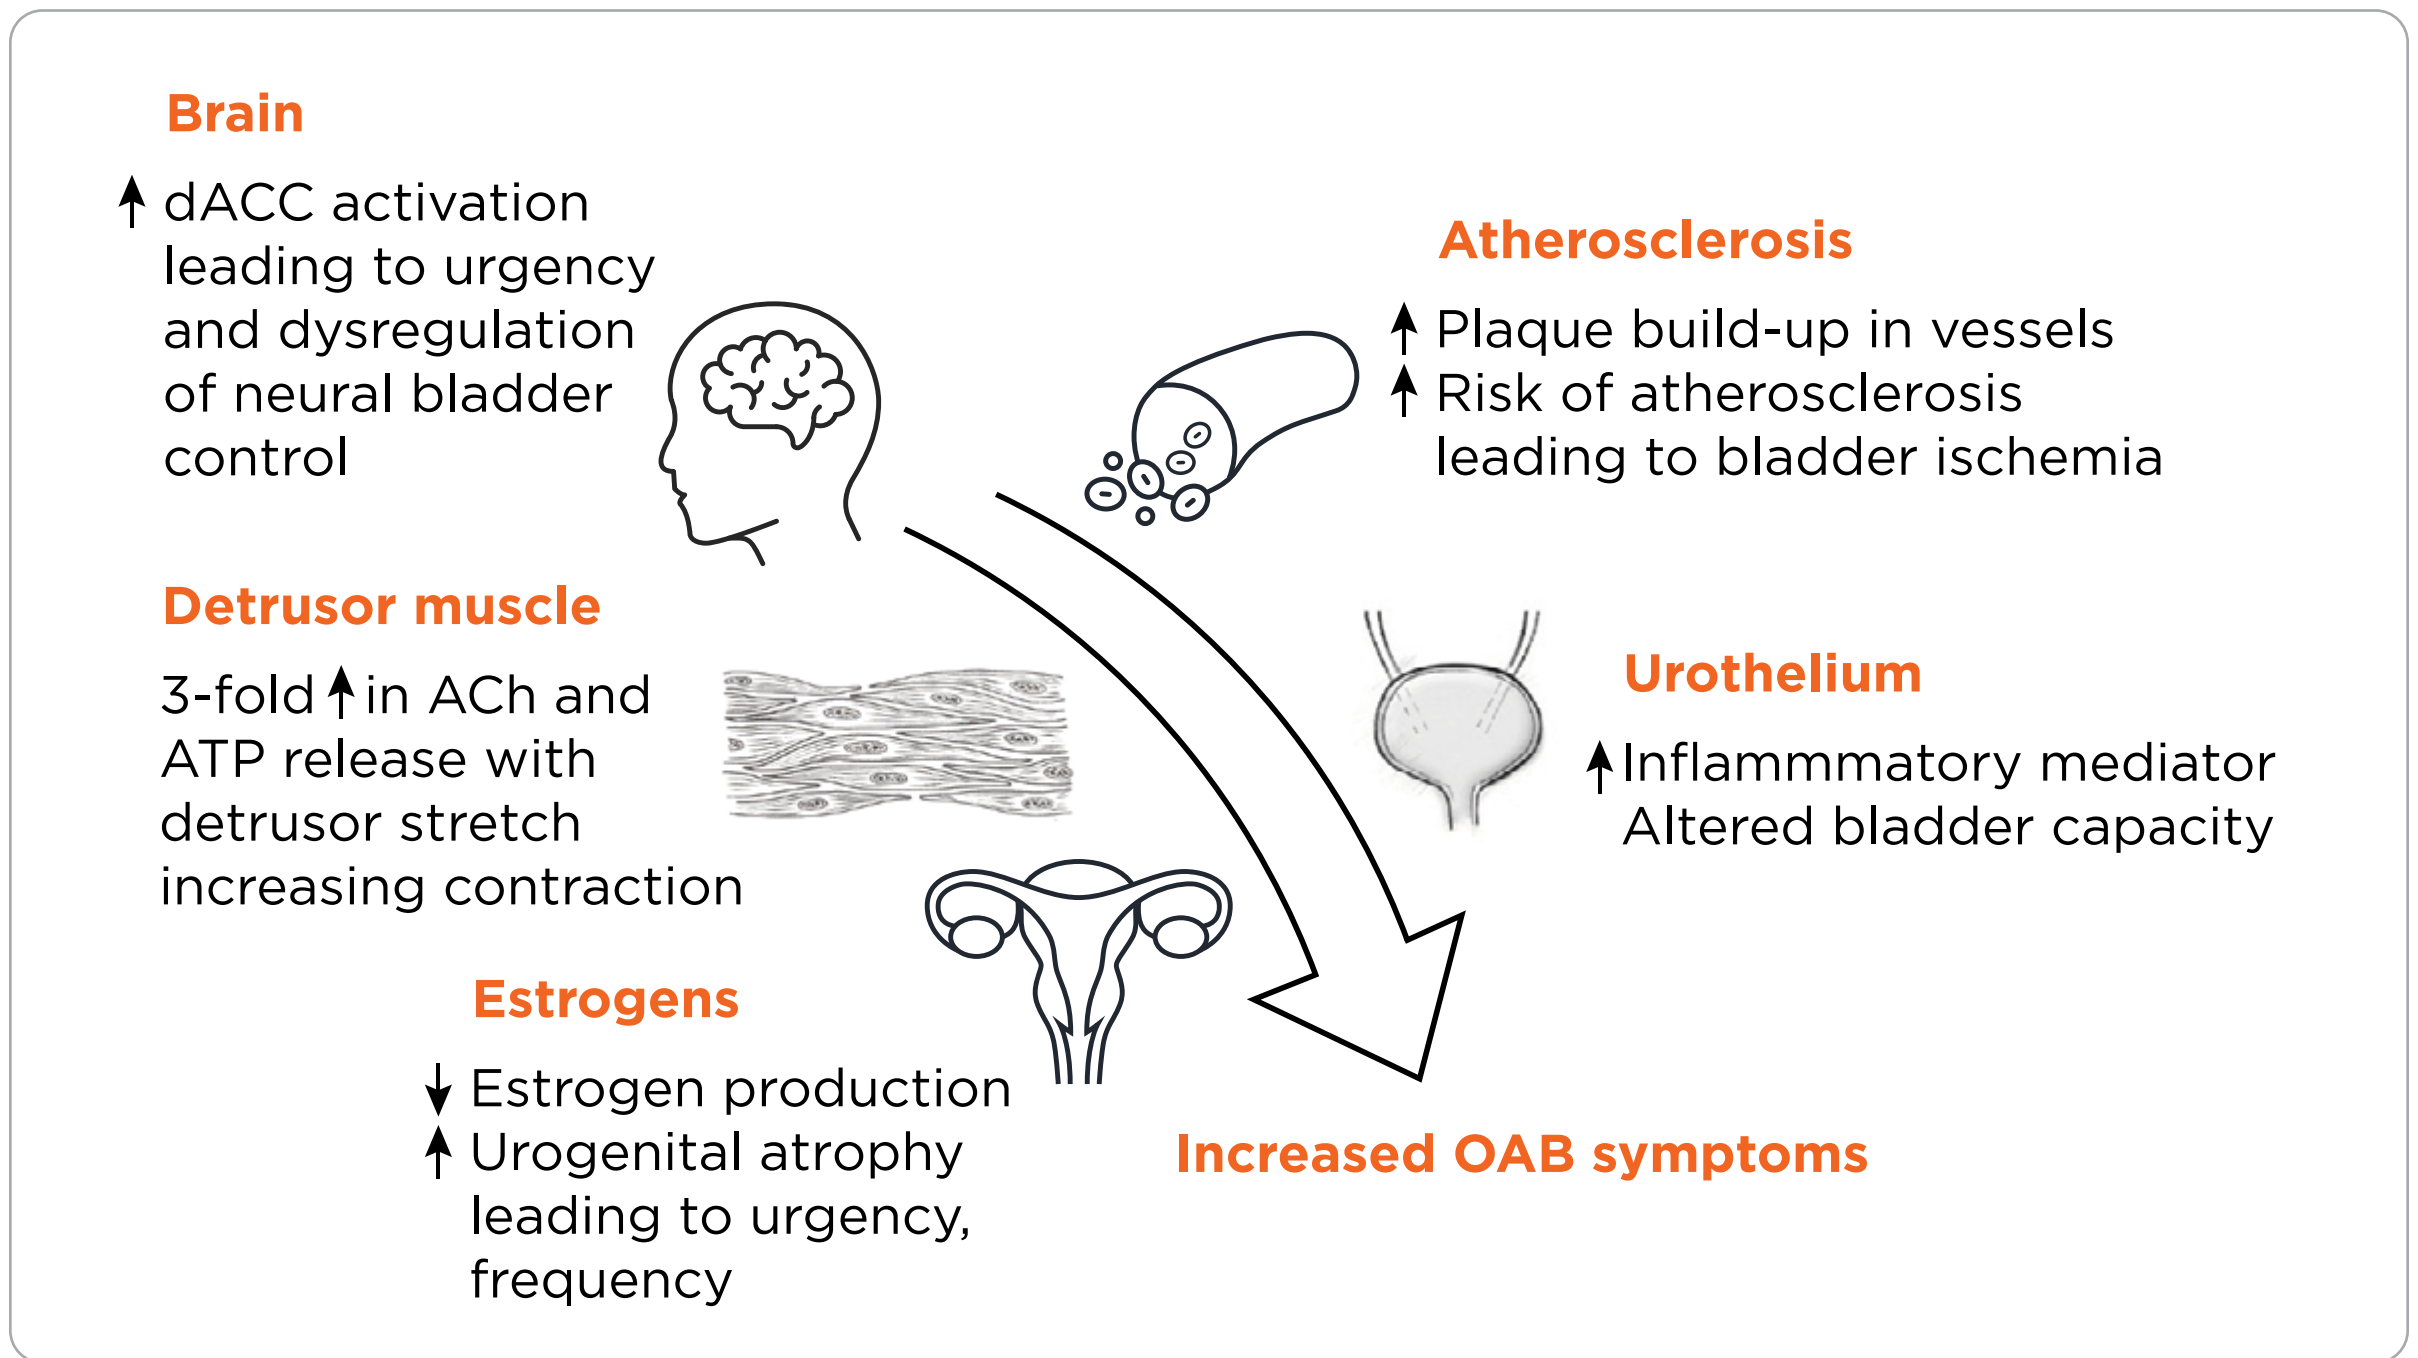 Brain
↑ dACC activation
leading to urgency
and dysregulation
of neural bladder
control
Detrusor muscle
3-fold ↑ in ACh and
ATP release with
detrusor stretch
increasing contraction
Estrogens
↓ Estrogen production
↑ Urogenital atrophy
leading to urgency,
frequency
Atherosclerosis
↑ Plaque build-up in vessels
↑ Risk of atherosclerosis
leading to bladder ischemia
Urothelium
↑ Inflammmatory mediator
Altered bladder capacity
Increased OAB symptoms